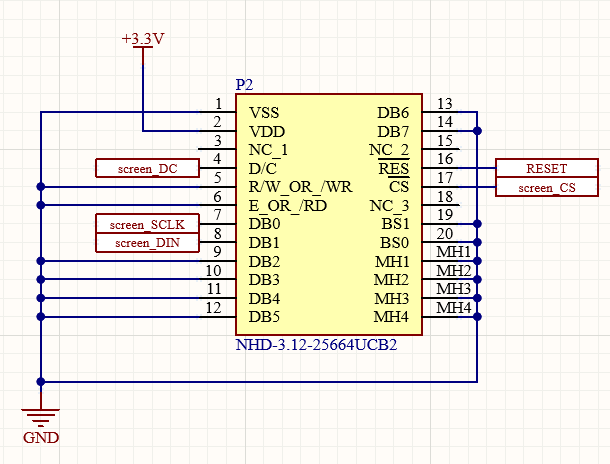 +3.3V
P2
1 VSS DB6 13
2 VDD DB7 14
3 NC_1 NC_2 15
screen_DC 4 D/C RES 16 RESET
5 R/W_OR_/WR CS 17 screen_CS
6 E_OR_/RD NC_3 18
screen_SCLK 7 DB0 BS1 19
screen_DIN 8 DB1 BS0 20
9 DB2 MH1 MH1
10 DB3 MH2 MH2
11 DB4 MH3 MH3
12 DB5 MH4 MH4
NHD-3.12-25664UCB2
GND